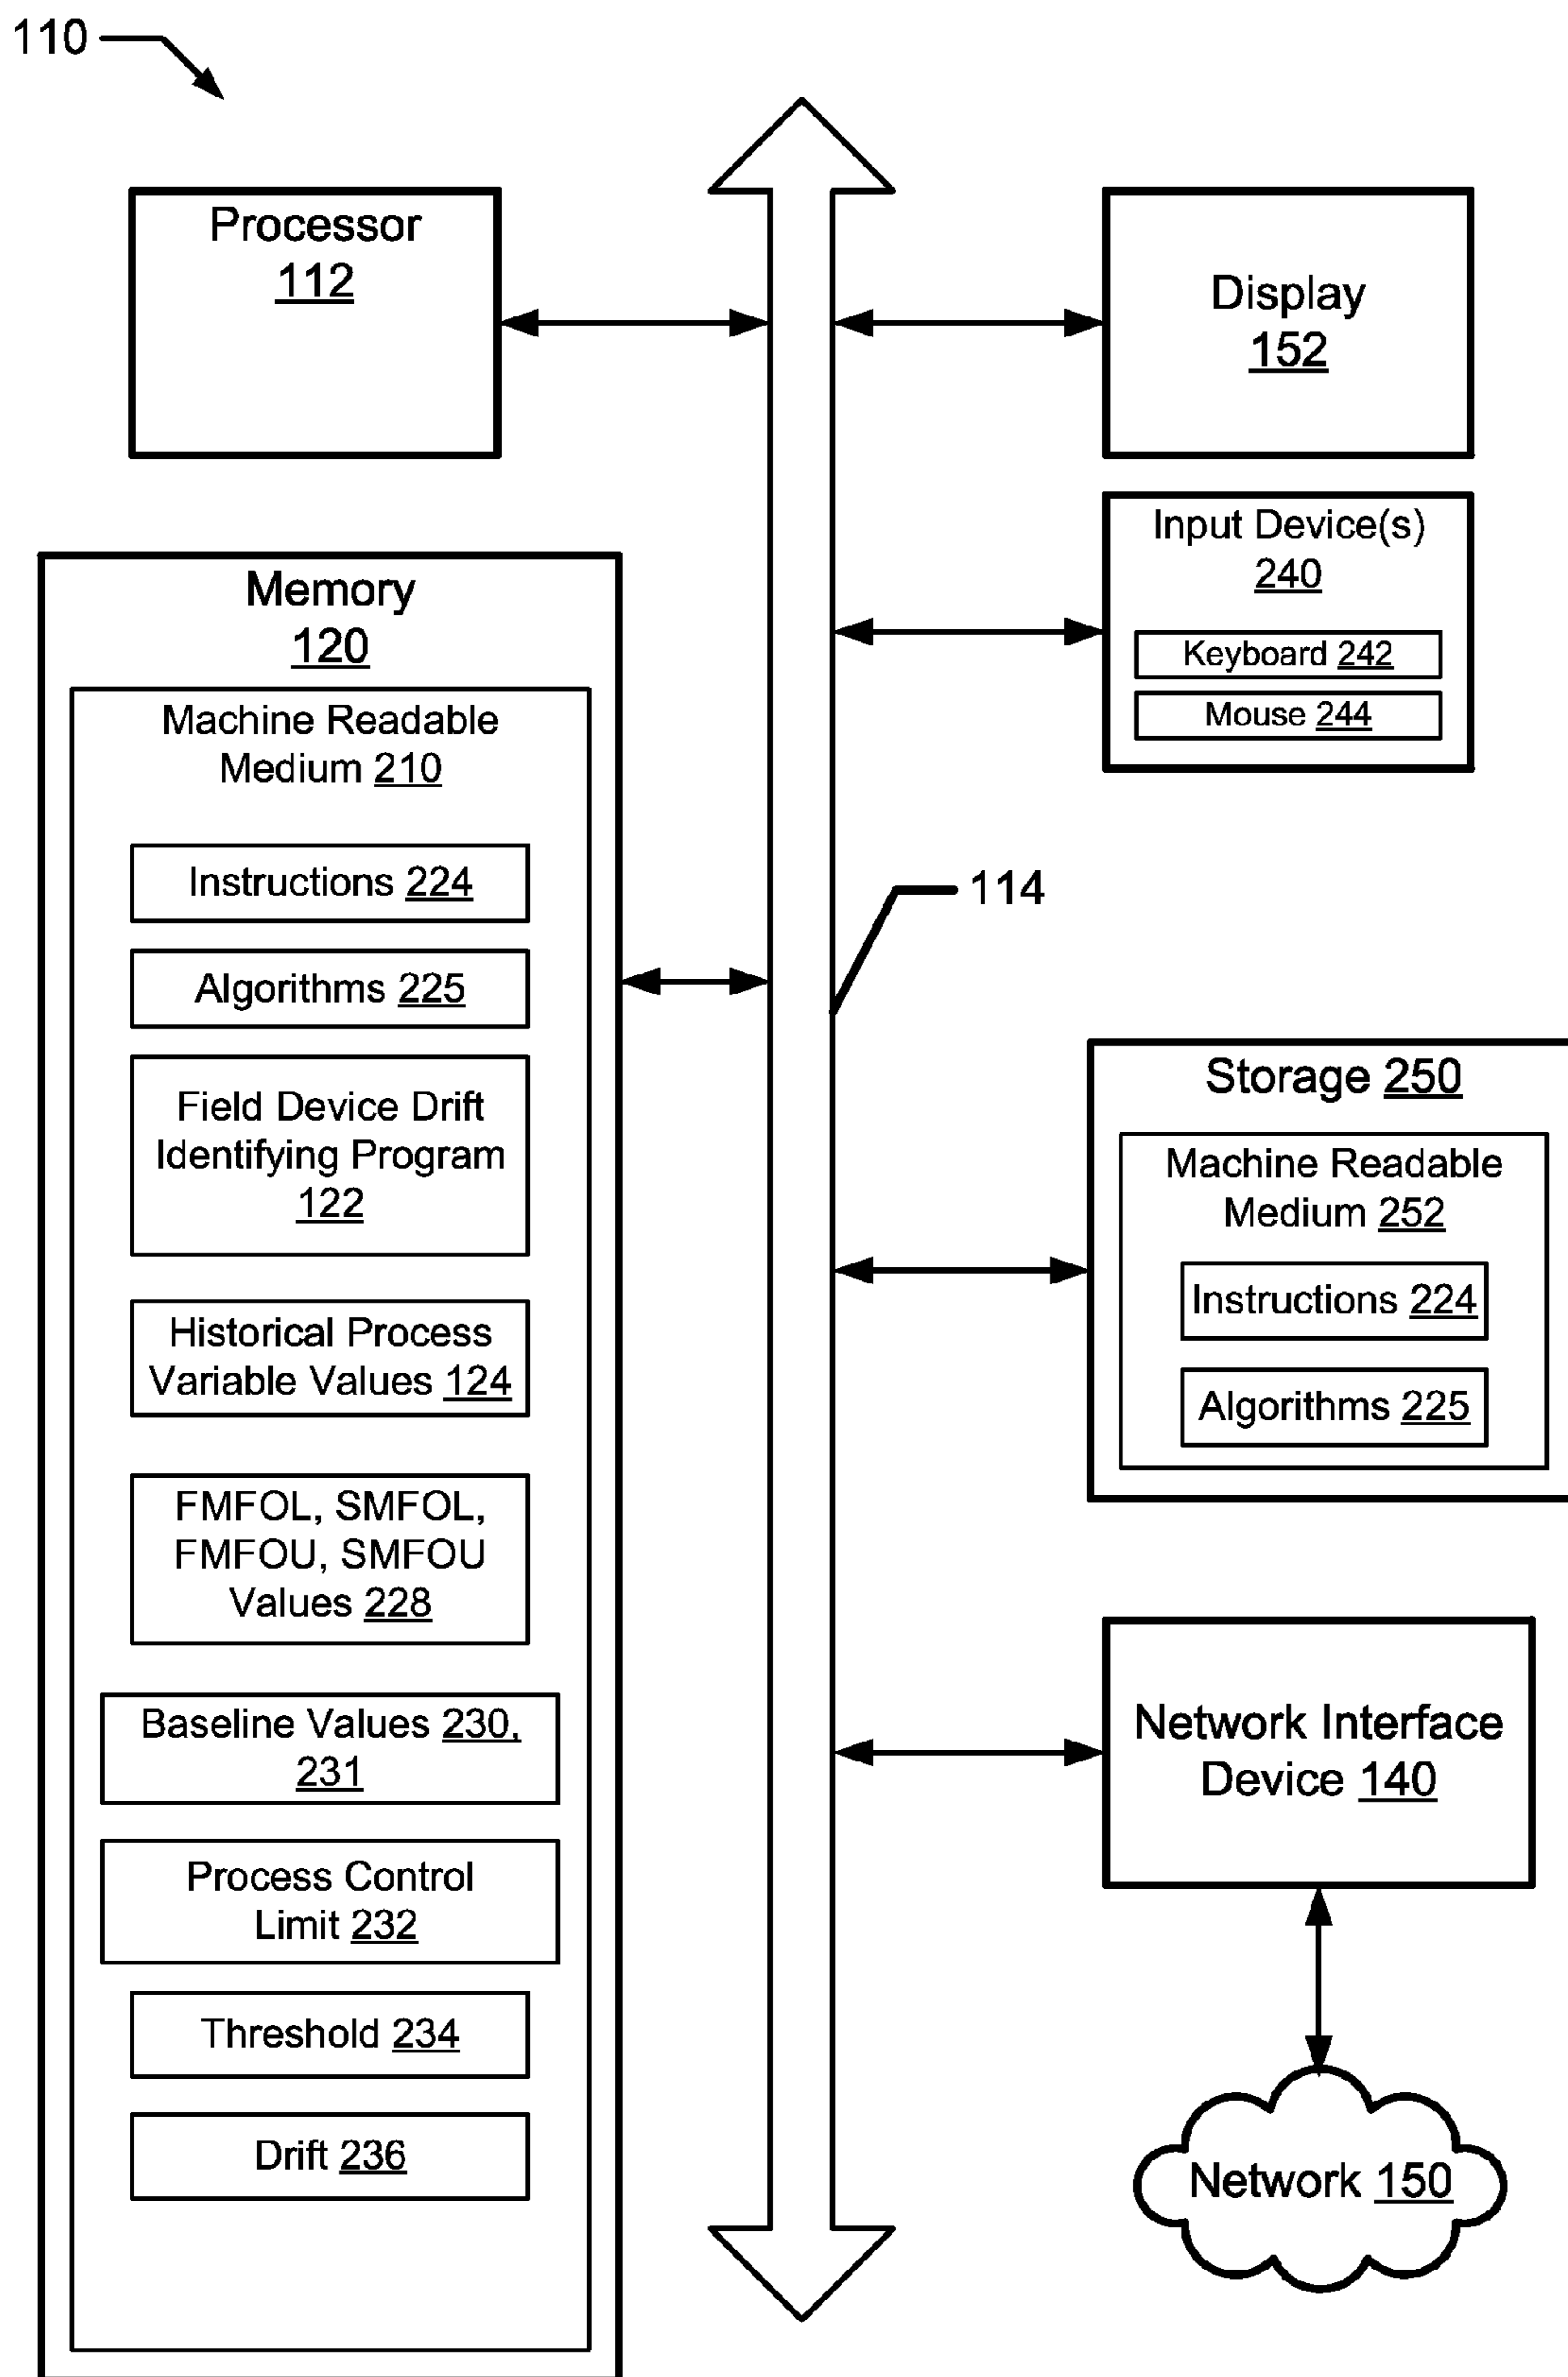 110
Processor
112
Display
152
Input Device(s)
240
Keyboard 242
Mouse 244
Memory
120
Machine Readable
Medium 210
Instructions 224
Algorithms 225
Field Device Drift
Identifying Program
122
Historical Process
Variable Values 124
FMFOL, SMFOL,
FMFOU, SMFOU
Values 228
Baseline Values 230,
231
Process Control
Limit 232
Threshold 234
Drift 236
114
Storage 250
Machine Readable
Medium 252
Instructions 224
Algorithms 225
Network Interface
Device 140
Network 150